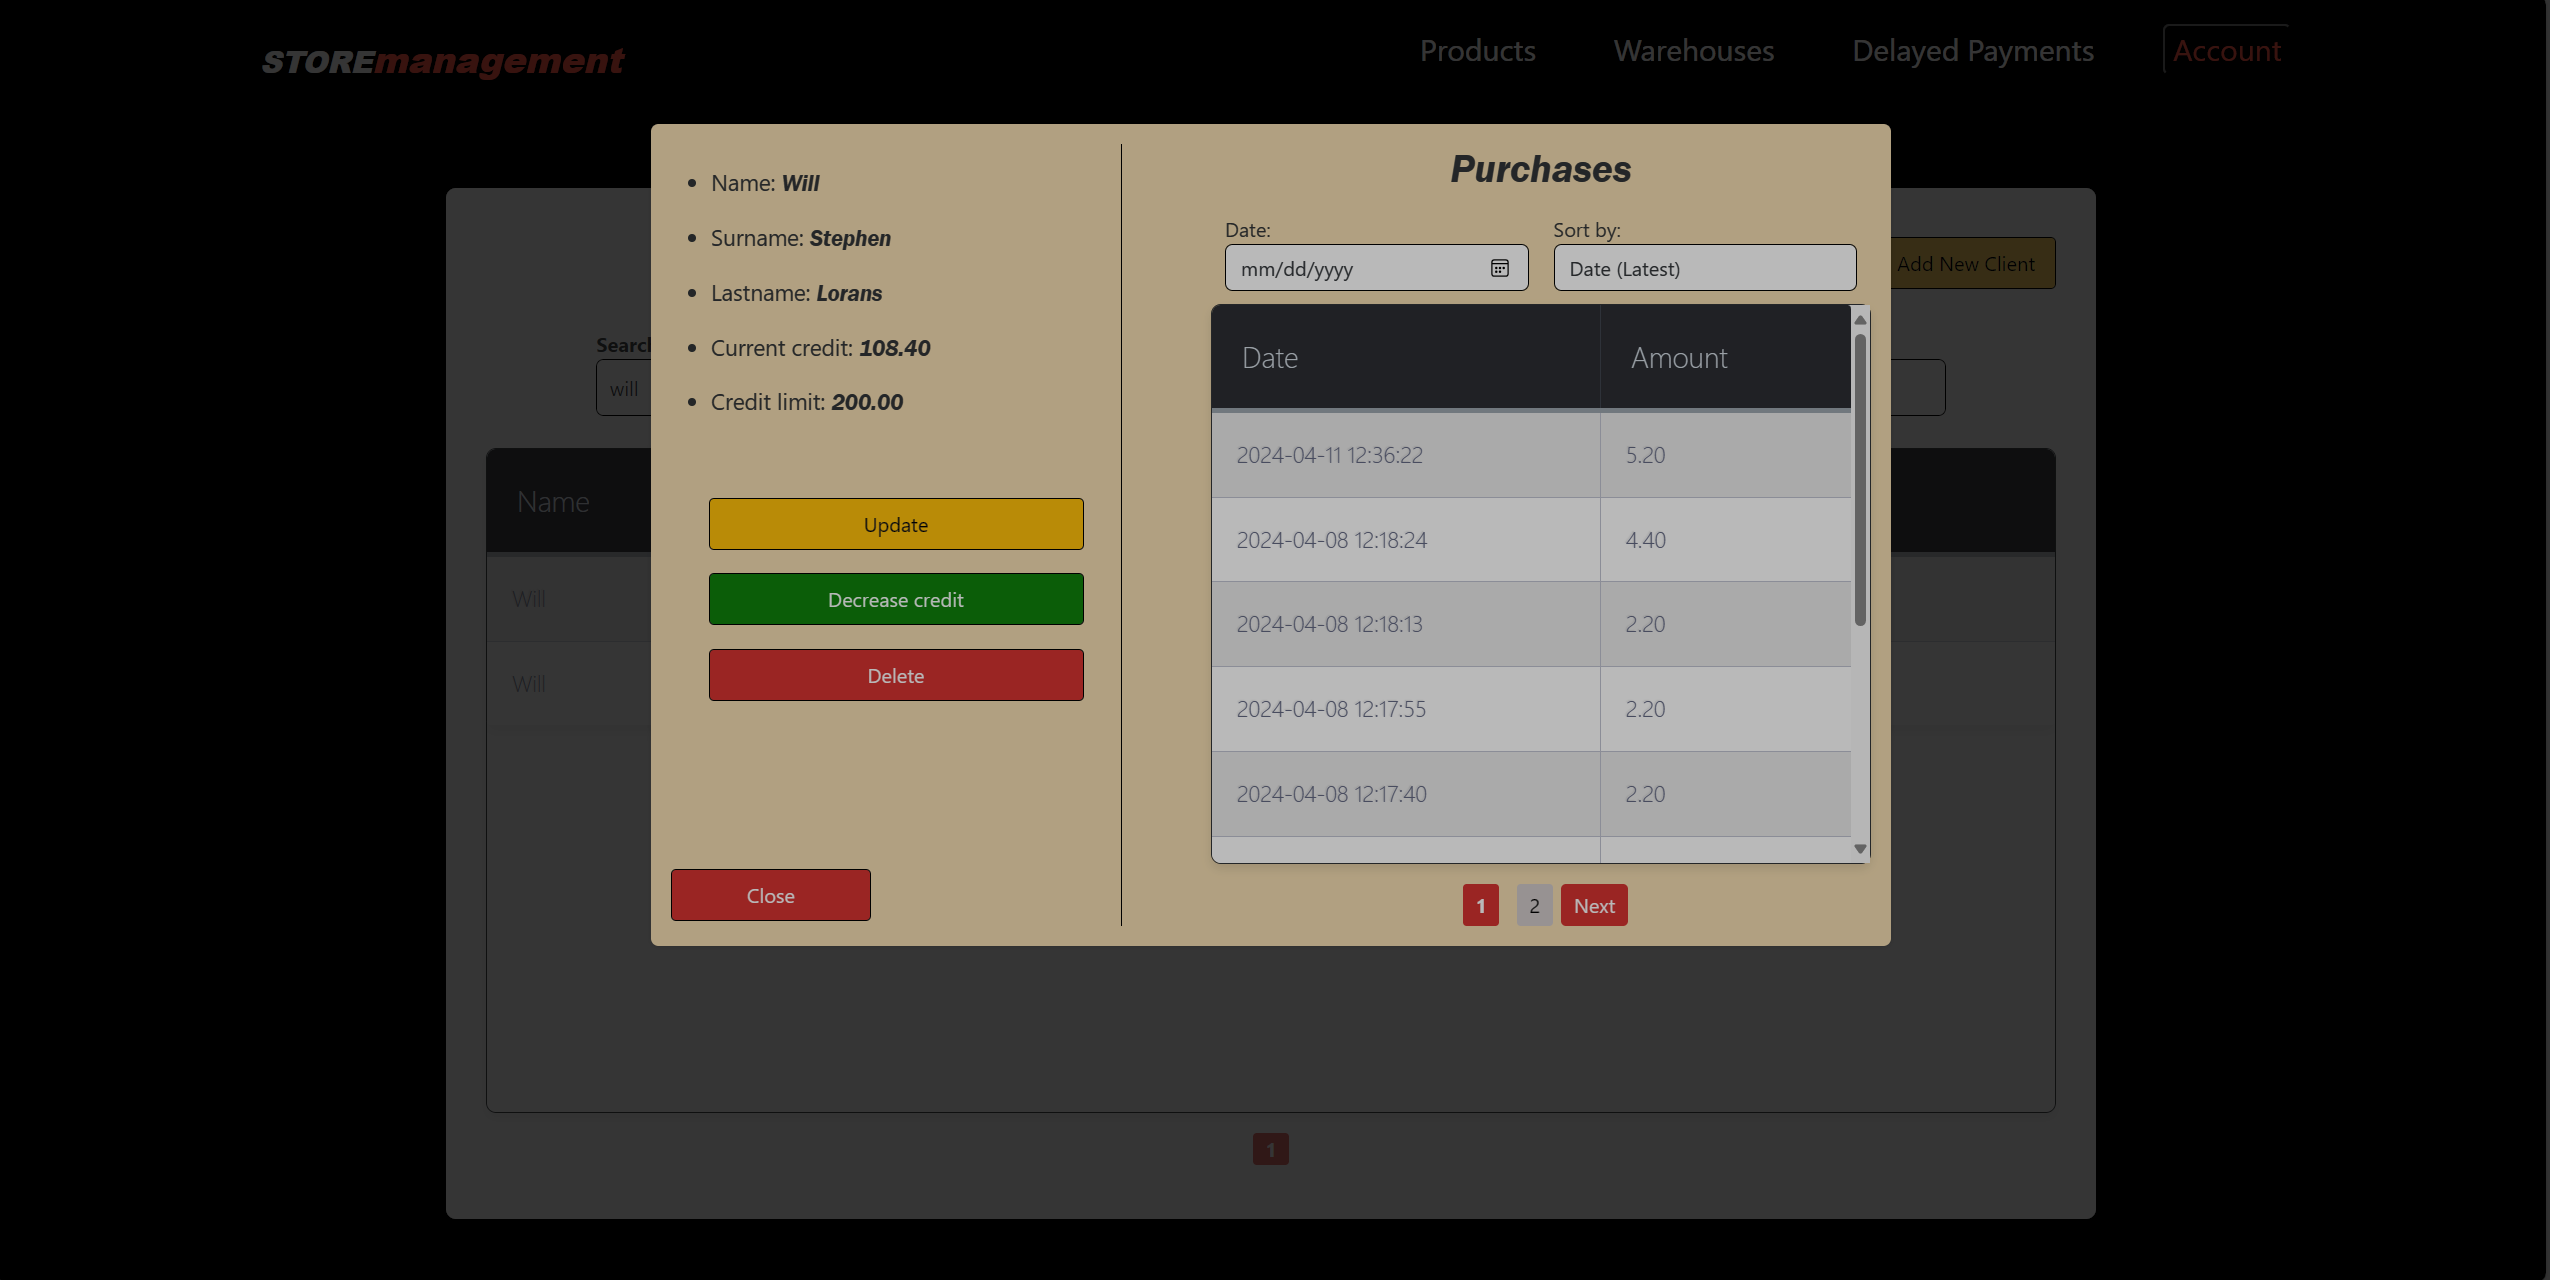 STOREmanagement
Products
Warehouses
Delayed Payments
Account
Add New Client
Search
will
Name
Will
Will
1
Name: Will
Surname: Stephen
Lastname: Lorans
Current credit: 108.40
Credit limit: 200.00
Update
Decrease credit
Delete
Close
Purchases
Date:
Sort by:
mm/dd/yyyy
Date (Latest)
Date Amount
2024-04-11 12:36:22 5.20
2024-04-08 12:18:24 4.40
2024-04-08 12:18:13 2.20
2024-04-08 12:17:55 2.20
2024-04-08 12:17:40 2.20
1 2 Next